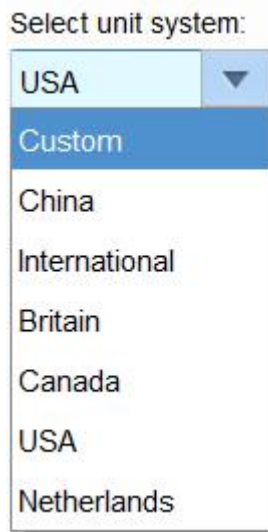 Select unit system:
USA
Custom
China
International
Britain
Canada
USA
Netherlands